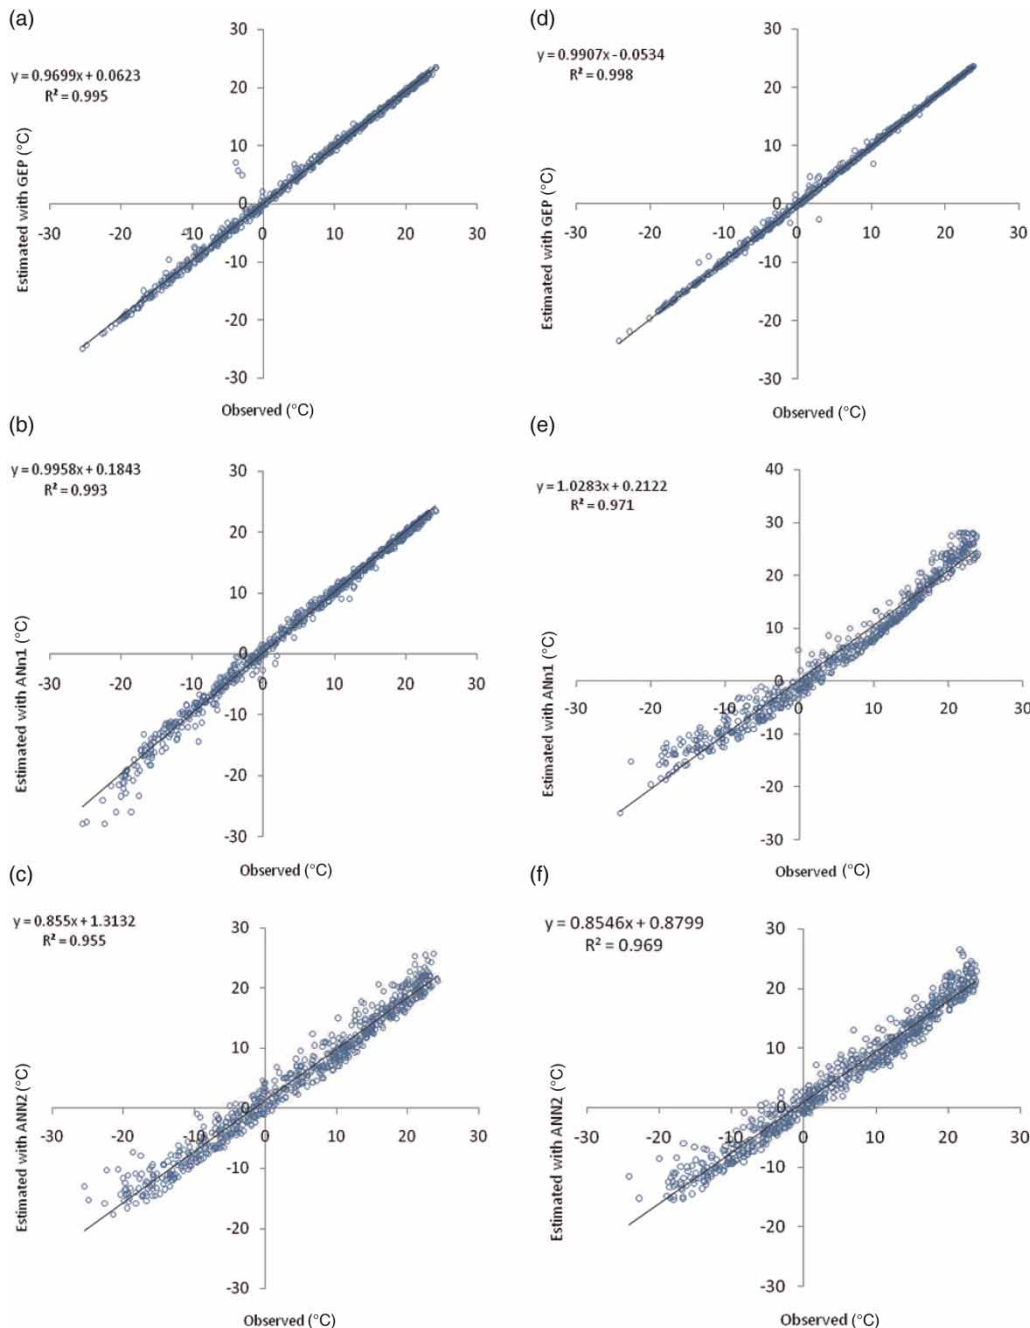 (a)
y = 0.9699x + 0.0623
R² = 0.995
Estimated with GEP (°C)
30
20
10
0
-10
-20
-30
-30 -20 -10 0 10 20 30
Observed (°C)
(d)
y = 0.9907x - 0.0534
R² = 0.998
Estimated with GEP (°C)
30
20
10
0
-10
-20
-30
-30 -20 -10 0 10 20 30
Observed (°C)
(b)
y = 0.9958x + 0.1843
R² = 0.993
Estimated with ANn1 (°C)
30
20
10
0
-10
-20
-30
-30 -20 -10 0 10 20 30
Observed (°C)
(e)
y = 1.0283x + 0.2122
R² = 0.971
Estimated with ANn1 (°C)
40
30
20
10
0
-10
-20
-30
-30 -20 -10 0 10 20 30
Observed (°C)
(c)
y = 0.855x + 1.3132
R² = 0.955
Estimated with ANN2 (°C)
30
20
10
0
-10
-20
-30
-30 -20 -10 0 10 20 30
Observed (°C)
(f)
y = 0.8546x + 0.8799
R² = 0.969
Estimated with ANN2 (°C)
30
20
10
0
-10
-20
-30
-30 -20 -10 0 10 20 30
Observed (°C)